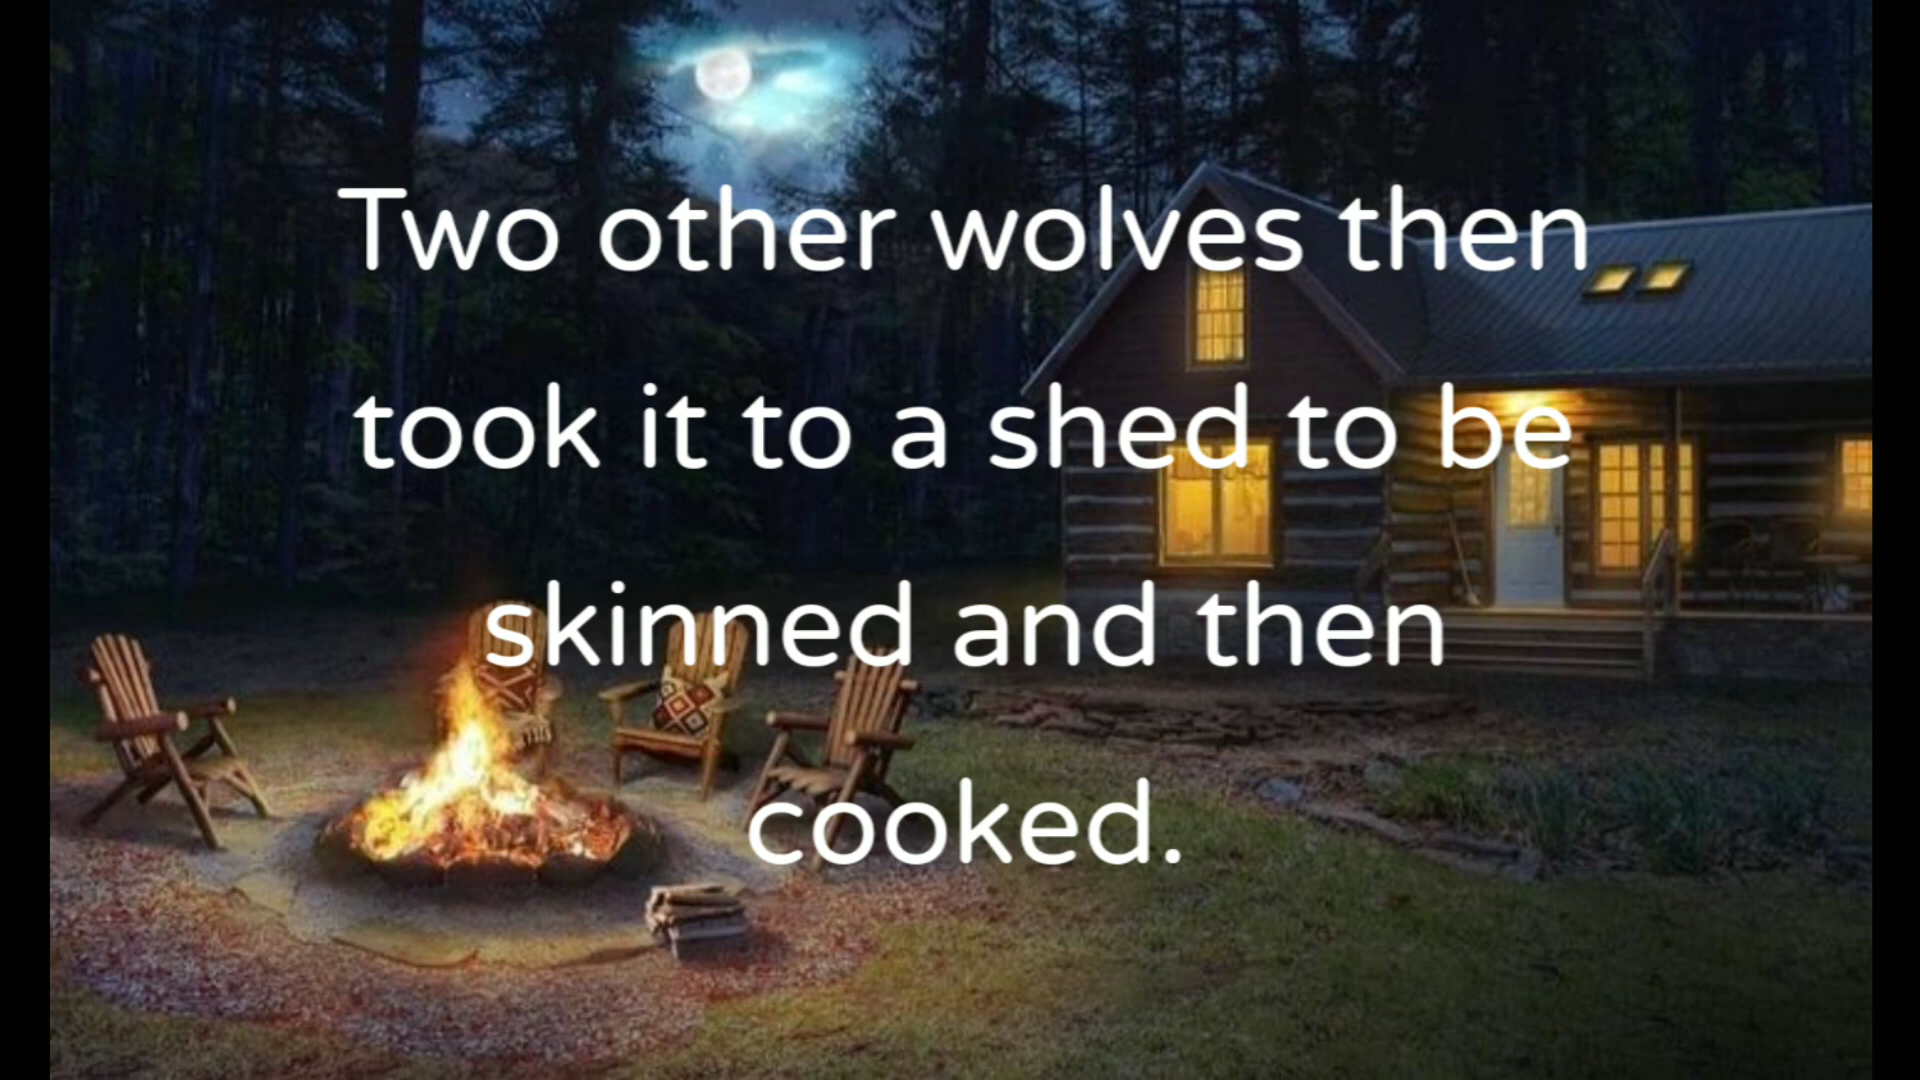 Two other wolves then
took it to a shed to be
skinned and then
cooked.